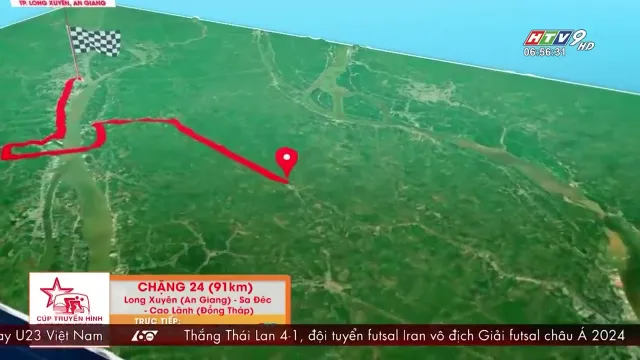 TP. LONG XUYÊN, AN GIANG
HTV9 HD
06:56:31
CHẶNG 24 (91km)
Long Xuyên (An Giang) - Sa Đéc
- Cao Lãnh (Đồng Tháp)
CÚP TRUYỀN HÌNH
TRỰC TIẾP:
ay U23 Việt Nam
60s
Thắng Thái Lan 4-1, đội tuyển futsal Iran vô địch Giải futsal châu Á 2024